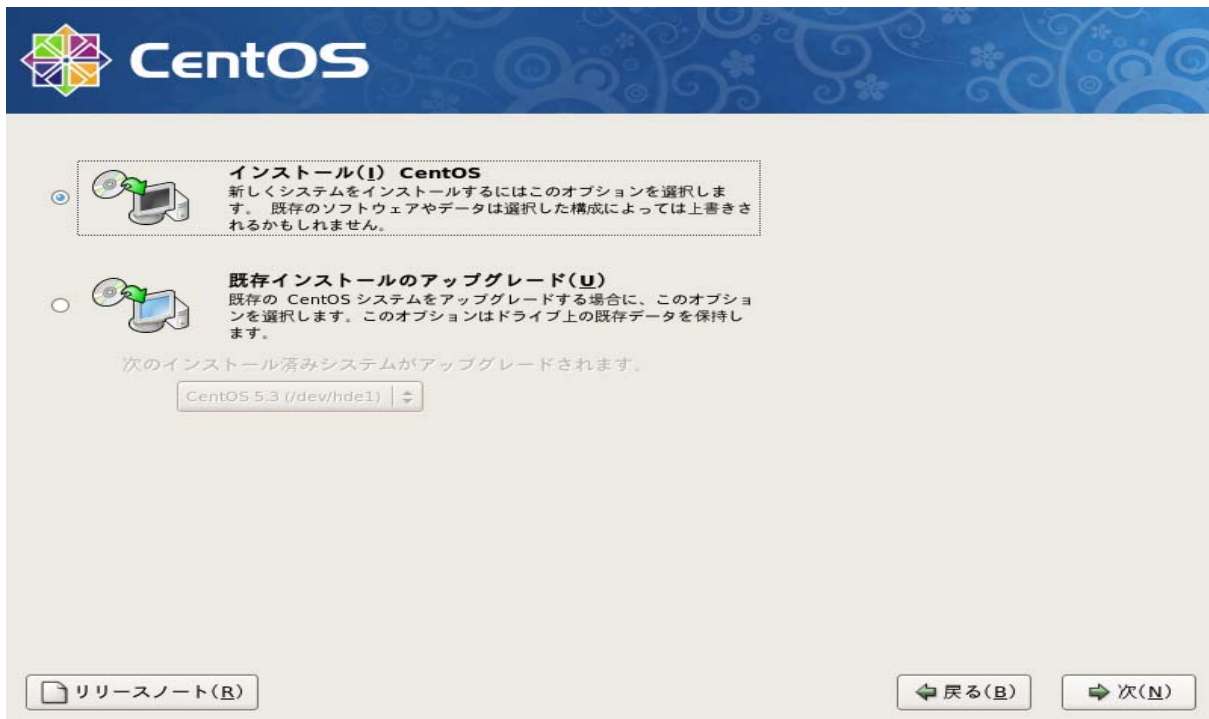 CentOS
インストール(I) CentOS
新しくシステムをインストールするにはこのオプションを選択しま
す。 既存のソフトウェアやデータは選択した構成によっては上書きさ
れるかもしれません。
既存インストールのアップグレード(U)
既存の CentOS システムをアップグレードする場合に、このオプショ
ンを選択します。このオプションはドライブ上の既存データを保持し
ます。
次のインストール済みシステムがアップグレードされます。
CentOS 5.3 (/dev/hde1)
リリースノート(R)
戻る(B)
次(N)